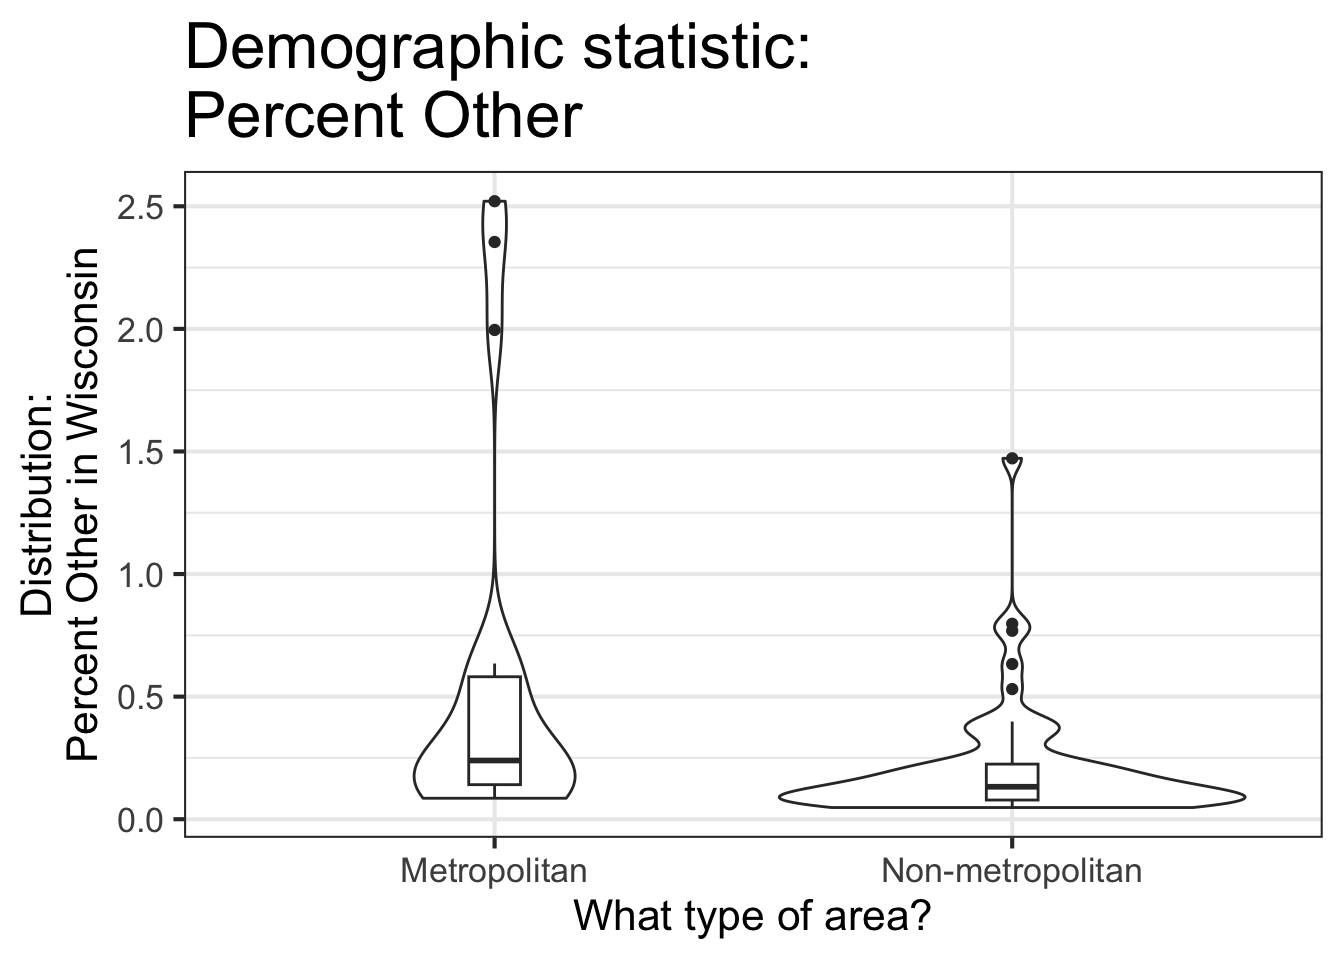 Demographic statistic:
Percent Other
Distribution:
Percent Other in Wisconsin
2.5
2.0
1.5
1.0
0.5
0.0
Metropolitan
Non-metropolitan
What type of area?